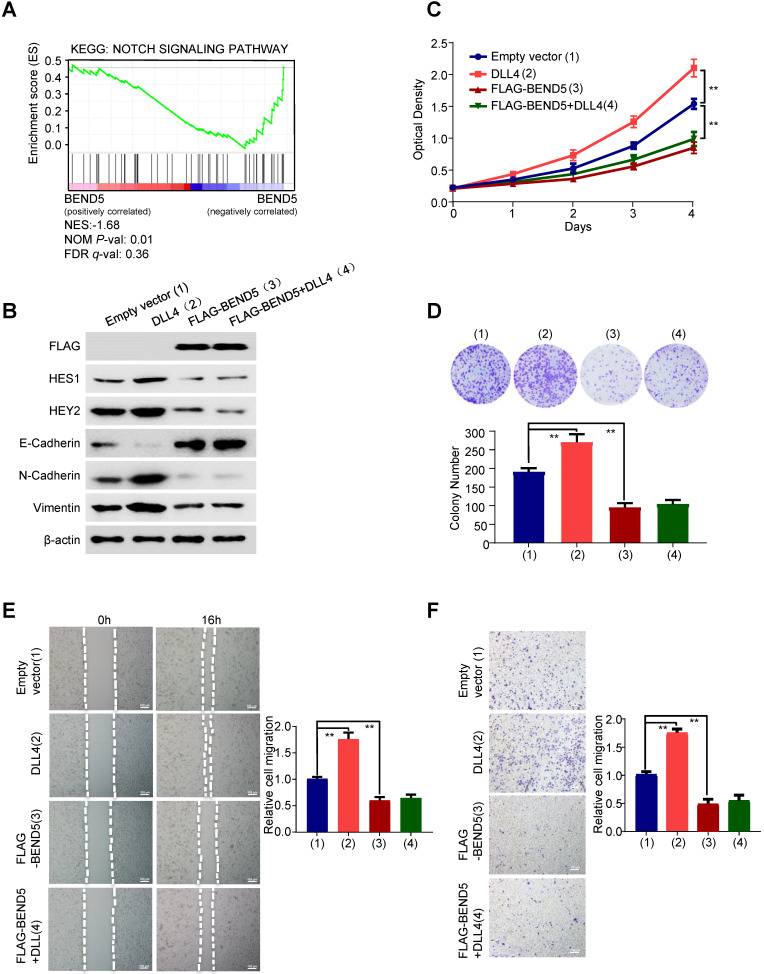 A
KEGG: NOTCH SIGNALING PATHWAY
Enrichment score (ES)
0.5
0.4
0.3
0.2
0.1
0.0
BEND5
(positively correlated)
BEND5
(negatively correlated)
NES:-1.68
NOM P-val: 0.01
FDR q-val: 0.36
C
Optical Density
2.5
2.0
1.5
1.0
0.5
0.0
Empty vector (1)
DLL4 (2)
FLAG-BEND5 (3)
FLAG-BEND5+DLL4(4)
**
**
0
1
2
3
4
Days
B
Empty vector (1)
DLL4 (2)
FLAG-BEND5 (3)
FLAG-BEND5+DLL4 (4)
FLAG
HES1
HEY2
E-Cadherin
N-Cadherin
Vimentin
β-actin
D
(1)
(2)
(3)
(4)
Colony Number
300
250
200
150
100
50
0
**
**
(1)
(2)
(3)
(4)
E
0h
16h
Empty
vector(1)
DLL4(2)
FLAG
-BEND5(3)
FLAG-BEND5
+DLL(4)
Relative cell migration
2.0
1.5
1.0
0.5
0.0
**
**
(1)
(2)
(3)
(4)
F
Empty
vector (1)
DLL4(2)
FLAG
-BEND5(3)
FLAG-BEND5
+DLL4(4)
Relative cell migration
2.0
1.5
1.0
0.5
0.0
**
**
(1)
(2)
(3)
(4)